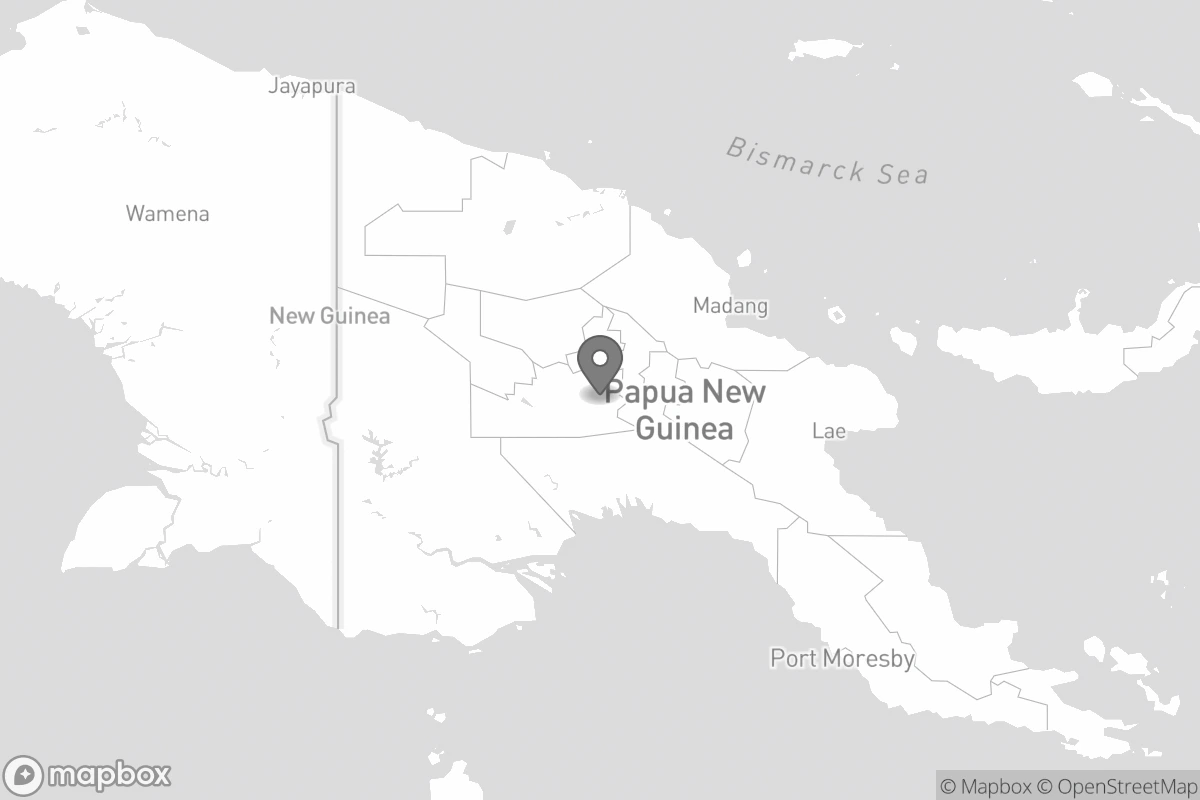 Jayapura
Bismarck Sea
Wamena
New Guinea
Madang
Papua New
Guinea
Lae
Port Moresby
mapbox
© Mapbox © OpenStreetMap